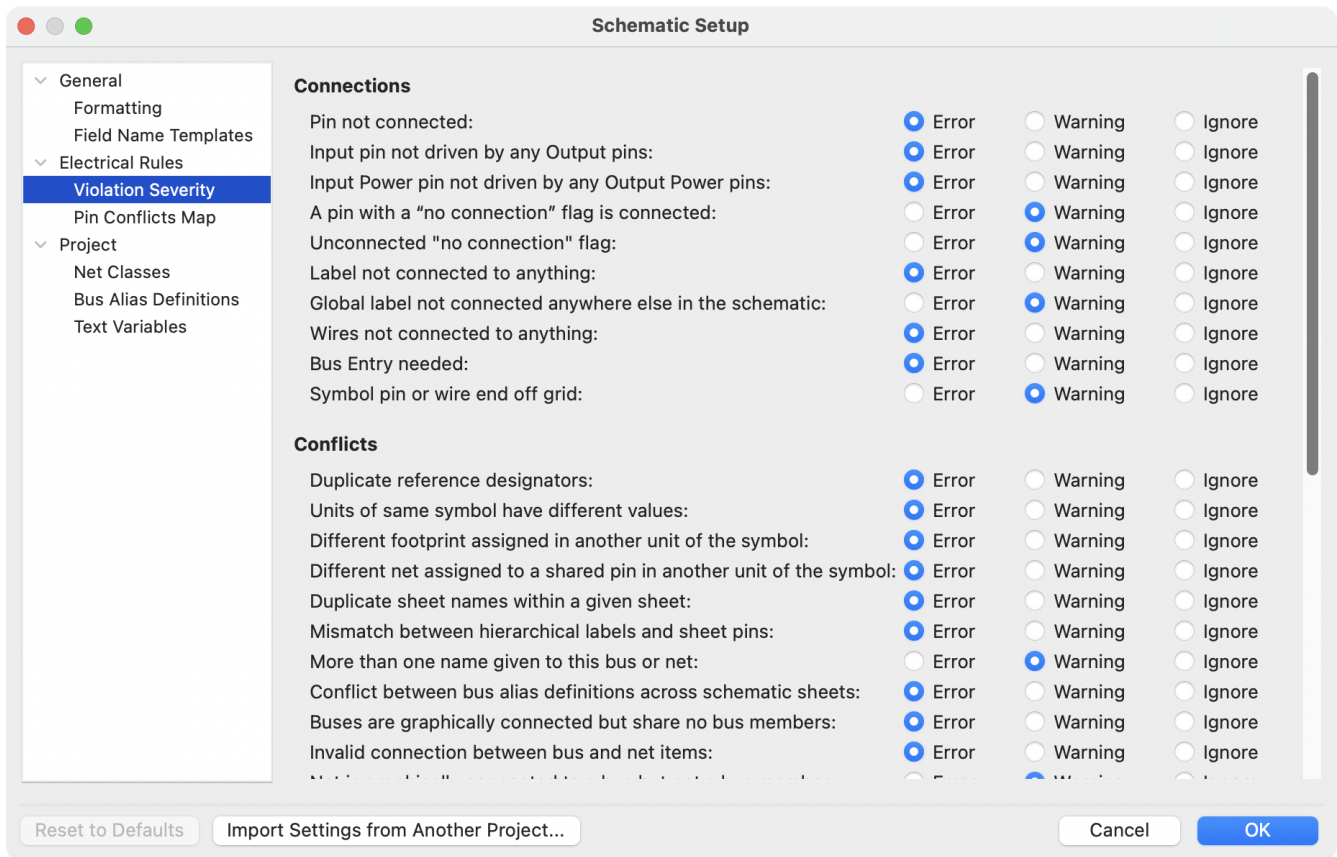 Schematic Setup
General
Formatting
Field Name Templates
Electrical Rules
Violation Severity
Pin Conflicts Map
Project
Net Classes
Bus Alias Definitions
Text Variables
Connections
Pin not connected: Error Warning Ignore
Input pin not driven by any Output pins: Error Warning Ignore
Input Power pin not driven by any Output Power pins: Error Warning Ignore
A pin with a “no connection” flag is connected: Error Warning Ignore
Unconnected "no connection" flag: Error Warning Ignore
Label not connected to anything: Error Warning Ignore
Global label not connected anywhere else in the schematic: Error Warning Ignore
Wires not connected to anything: Error Warning Ignore
Bus Entry needed: Error Warning Ignore
Symbol pin or wire end off grid: Error Warning Ignore
Conflicts
Duplicate reference designators: Error Warning Ignore
Units of same symbol have different values: Error Warning Ignore
Different footprint assigned in another unit of the symbol: Error Warning Ignore
Different net assigned to a shared pin in another unit of the symbol: Error Warning Ignore
Duplicate sheet names within a given sheet: Error Warning Ignore
Mismatch between hierarchical labels and sheet pins: Error Warning Ignore
More than one name given to this bus or net: Error Warning Ignore
Conflict between bus alias definitions across schematic sheets: Error Warning Ignore
Buses are graphically connected but share no bus members: Error Warning Ignore
Invalid connection between bus and net items: Error Warning Ignore
Reset to Defaults
Import Settings from Another Project...
Cancel
OK